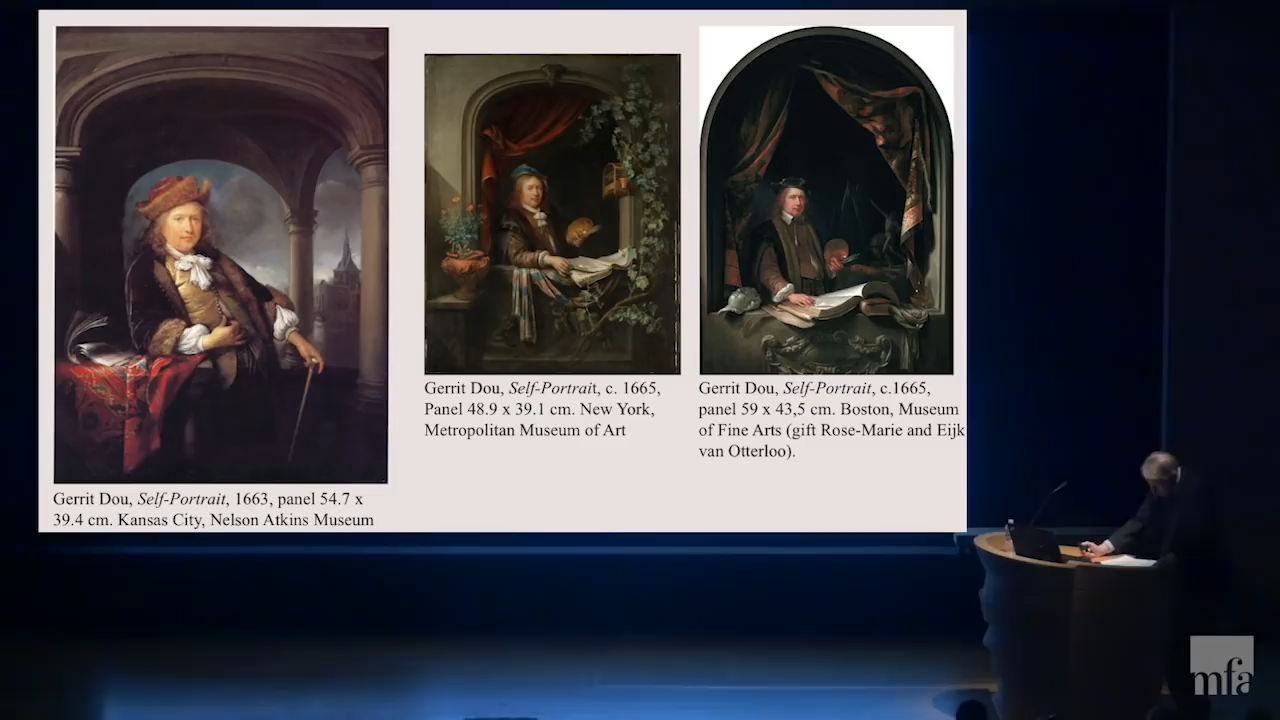 Gerrit Dou, Self-Portrait, 1663, panel 54.7 x
39.4 cm. Kansas City, Nelson Atkins Museum
Gerrit Dou, Self-Portrait, c. 1665,
Panel 48.9 x 39.1 cm. New York,
Metropolitan Museum of Art
Gerrit Dou, Self-Portrait, c.1665,
panel 59 x 43,5 cm. Boston, Museum
of Fine Arts (gift Rose-Marie and Eijk
van Otterloo).
mfa